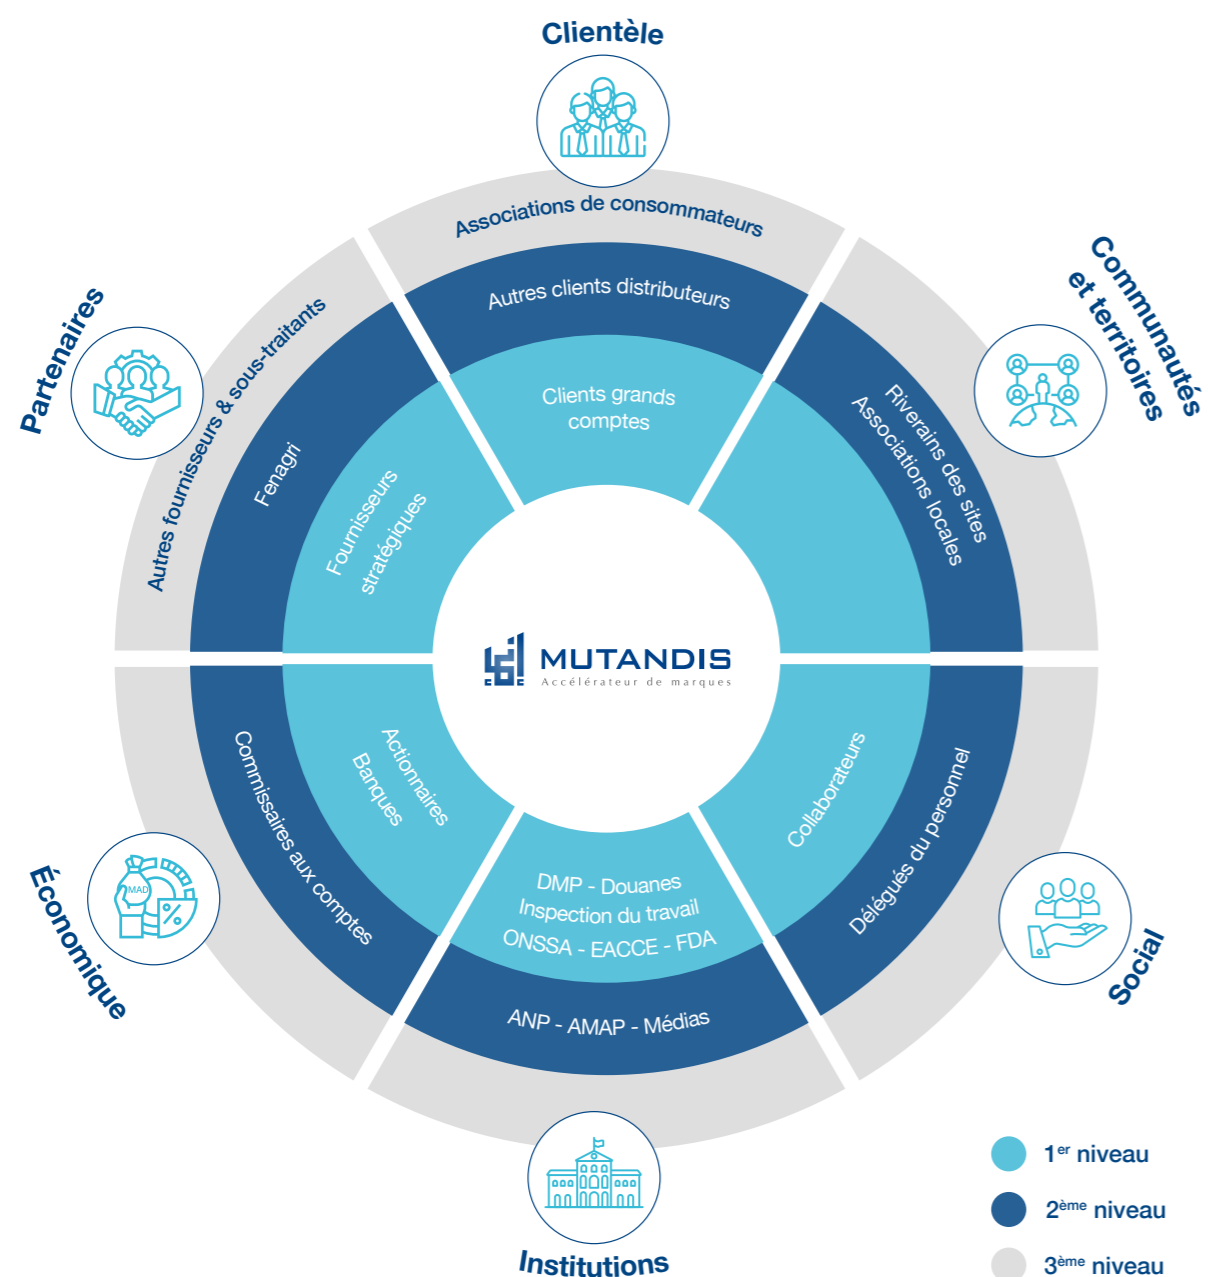 Clientèle
Associations de consommateurs
Autres clients distributeurs
Clients grands
comptes
Communautés
et territoires
Riverains des sites
Associations locales
Partenaires
Autres fournisseurs & sous-traitants
Fenagri
Fournisseurs
stratégiques
MUTANDIS
Accélérateur de marques
Économique
MAD
%
Commissaires aux comptes
Actionnaires
Banques
Social
Collaborateurs
Délégués du personnel
DMP - Douanes
Inspection du travail
ONSSA - EACCE - FDA
ANP - AMAP - Médias
Institutions
1er niveau
2ème niveau
3ème niveau